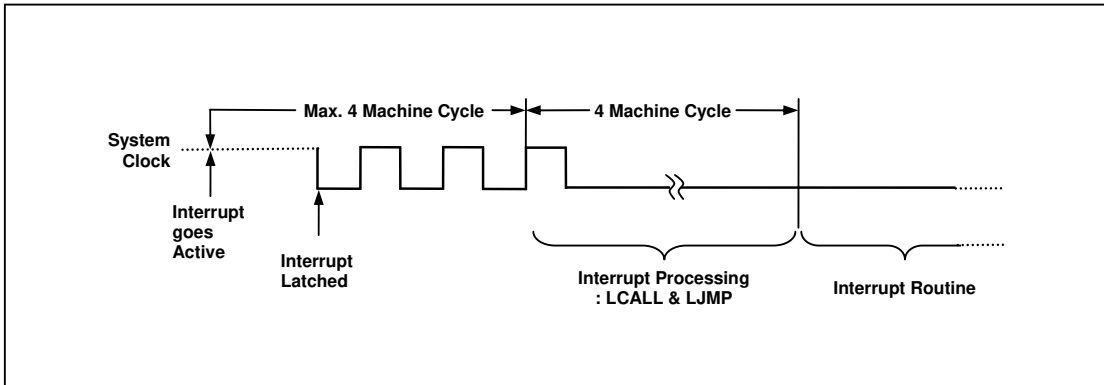 Max. 4 Machine Cycle
4 Machine Cycle
System
Clock
Interrupt
goes
Active
Interrupt
Latched
Interrupt Processing
: LCALL & LJMP
Interrupt Routine